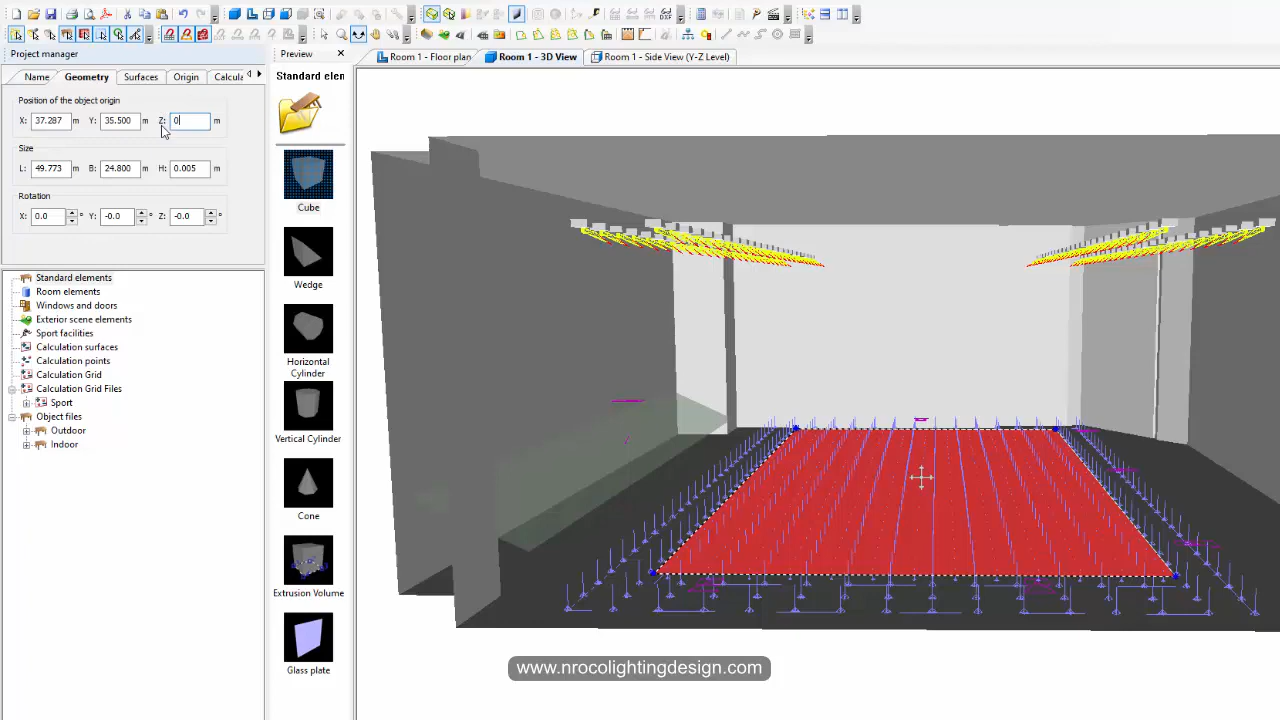 Project manager
Name
Geometry
Surfaces
Origin
Calcula
Position of the object origin
X: 37.287 m Y: 35.500 m Z: 0 m
Size
L: 49.773 m B: 24.800 m H: 0.005 m
Rotation
X: 0.0 ° Y: -0.0 ° Z: -0.0 °
Standard elements
Room elements
Windows and doors
Exterior scene elements
Sport facilities
Calculation surfaces
Calculation points
Calculation Grid
Calculation Grid Files
Sport
Object files
Outdoor
Indoor
Preview
Standard elen
Cube
Wedge
Horizontal
Cylinder
Vertical Cylinder
Cone
Extrusion Volume
Glass plate
Room 1 - Floor plan
Room 1 - 3D View
Room 1 - Side View (Y-Z Level)
www.nrocolightingdesign.com